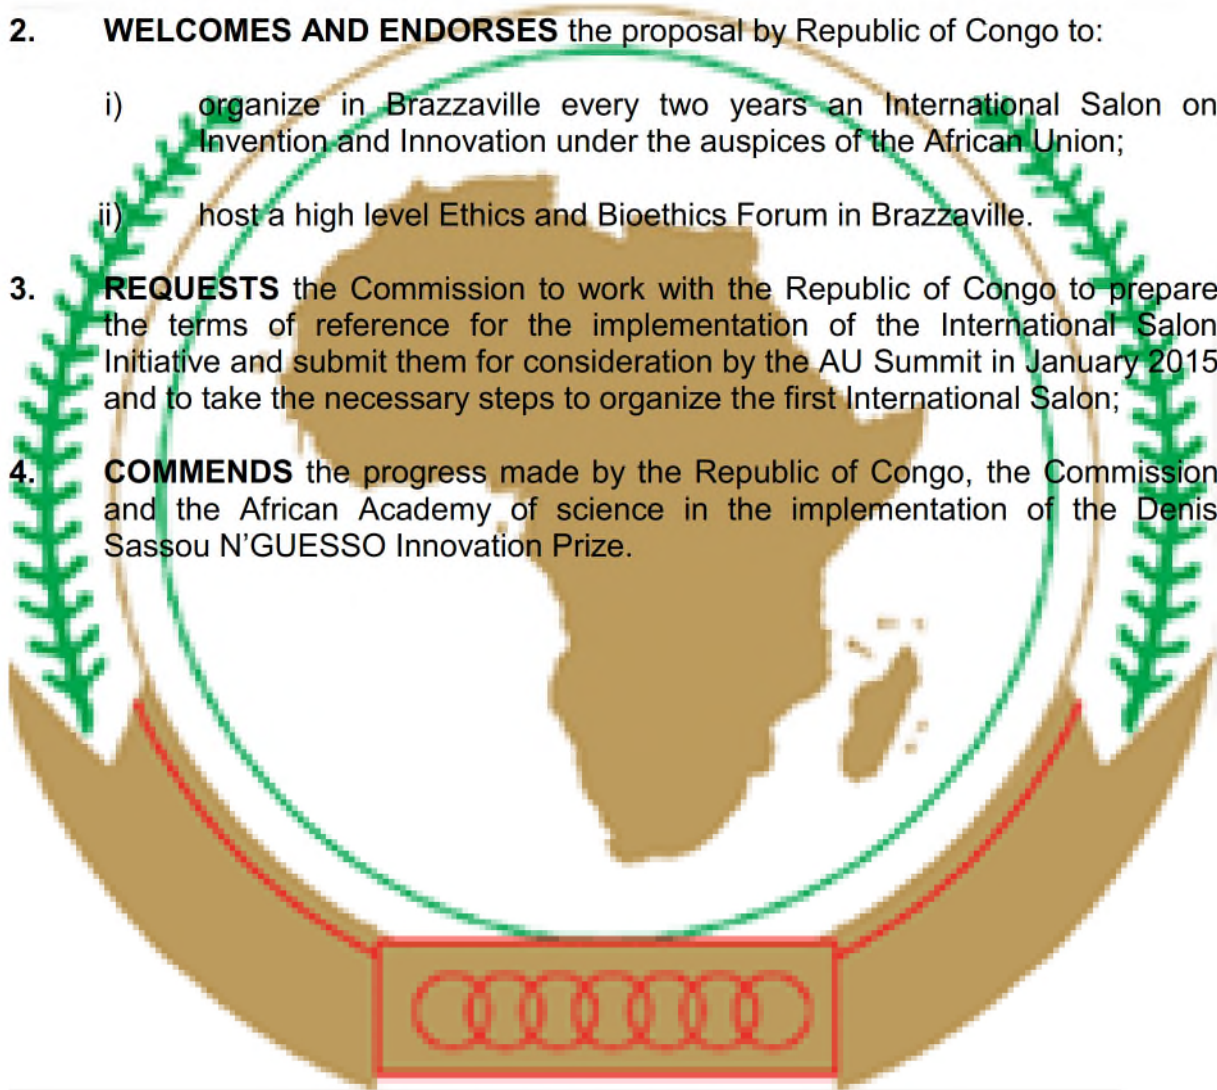 2. WELCOMES AND ENDORSES the proposal by Republic of Congo to:
i) organize in Brazzaville every two years an International Salon on
Invention and Innovation under the auspices of the African Union;
ii) host a high level Ethics and Bioethics Forum in Brazzaville.
3. REQUESTS the Commission to work with the Republic of Congo to prepare
the terms of reference for the implementation of the International Salon
Initiative and submit them for consideration by the AU Summit in January 2015
and to take the necessary steps to organize the first International Salon;
4. COMMENDS the progress made by the Republic of Congo, the Commission
and the African Academy of science in the implementation of the Denis
Sassou N’GUESSO Innovation Prize.